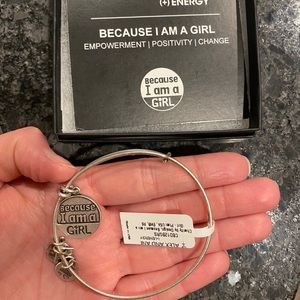 (+) ENERGY
BECAUSE I AM A GIRL
EMPOWERMENT | POSITIVITY | CHANGE
Because
I am a
GiRL
Because
I am a
GiRL
ALEX AND ANI